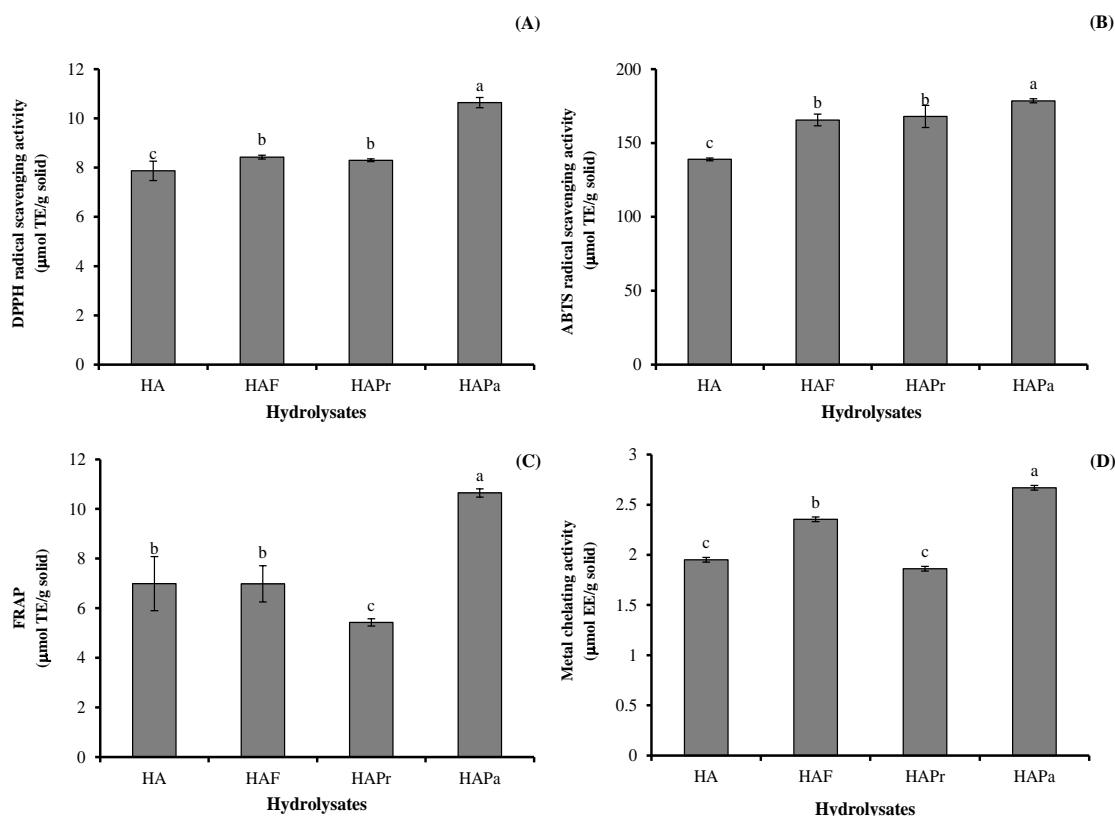 (A)
DPPH radical scavenging activity
(µmol TE/g solid)
12
10
8
6
4
2
0
c
b
b
a
HA
HAF
HAPr
HAPa
Hydrolysates
(B)
ABTS radical scavenging activity
(µmol TE/g solid)
200
150
100
50
0
c
b
b
a
HA
HAF
HAPr
HAPa
Hydrolysates
(C)
FRAP
(µmol TE/g solid)
12
10
8
6
4
2
0
b
b
c
a
HA
HAF
HAPr
HAPa
Hydrolysates
(D)
Metal chelating activity
(µmol EE/g solid)
3
2.5
2
1.5
1
0.5
0
c
b
c
a
HA
HAF
HAPr
HAPa
Hydrolysates